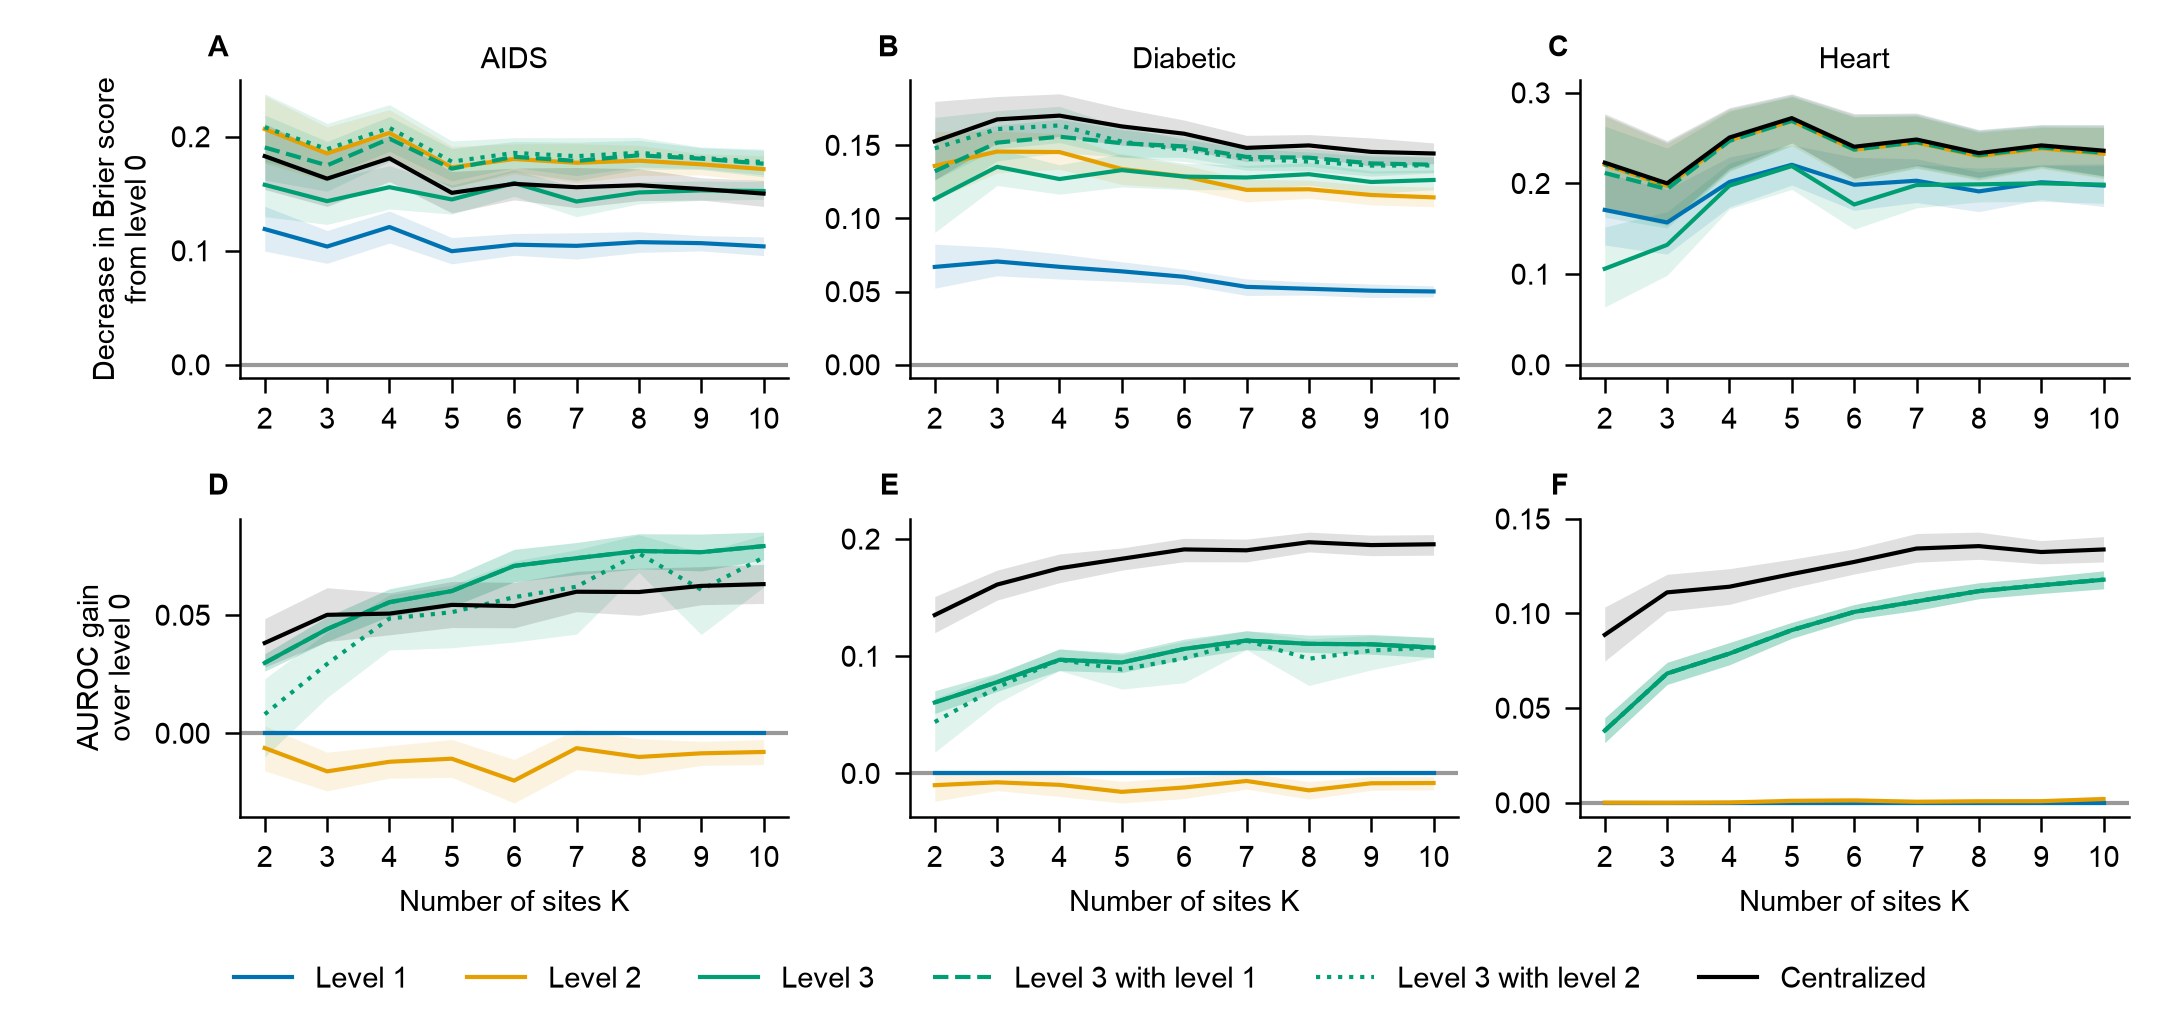 A
AIDS
Decrease in Brier score
from level 0
0.2
0.1
0.0
2 3 4 5 6 7 8 9 10
B
Diabetic
0.15
0.10
0.05
0.00
2 3 4 5 6 7 8 9 10
C
Heart
0.3
0.2
0.1
0.0
2 3 4 5 6 7 8 9 10
D
AUROC gain
over level 0
0.05
0.00
2 3 4 5 6 7 8 9 10
Number of sites K
E
0.2
0.1
0.0
2 3 4 5 6 7 8 9 10
Number of sites K
F
0.15
0.10
0.05
0.00
2 3 4 5 6 7 8 9 10
Number of sites K
Level 1 Level 2 Level 3 Level 3 with level 1 Level 3 with level 2 Centralized